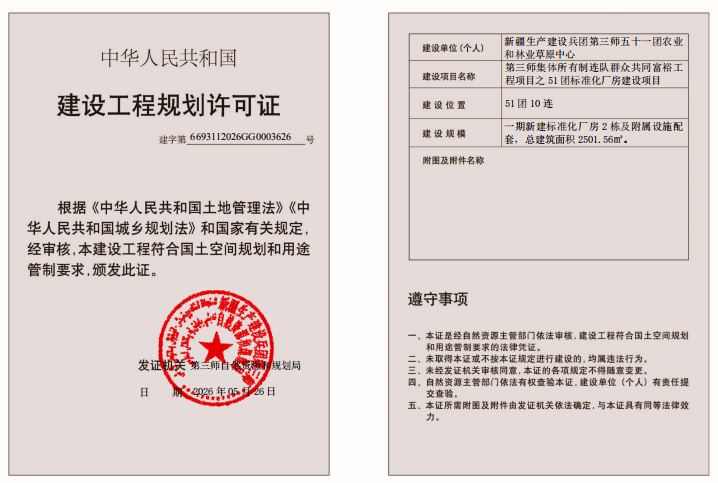 中华人民共和国
建设工程规划许可证
建字第 6693112026GG0003626 号
根据《中华人民共和国土地管理法》《中
华人民共和国城乡规划法》和国家有关规定，
经审核，本建设工程符合国土空间规划和用途
管制要求，颁发此证。
发证机关 第三师自然资源和规划局
日 期 2026 年 05 月 26 日
建设单位(个人) 新疆生产建设兵团第三师五十一团农业
和林业草原中心
建设项目名称 第三师集体所有制连队群众共同富裕工
程项目之 51 团标准化厂房建设项目
建设位置 51 团 10 连
建设规模 一期新建标准化厂房 2 栋及附属设施配
套，总建筑面积 2501.56㎡。
附图及附件名称
遵守事项
一、本证是经自然资源主管部门依法审核，建设工程符合国土空间规划
和用途管制要求的法律凭证。
二、未取得本证或不按本证规定进行建设的，均属违法行为。
三、未经发证机关审核同意，本证的各项规定不得随意变更。
四、自然资源主管部门依法有权查验本证，建设单位（个人）有责任提
交查验。
五、本证所需附图及附件由发证机关依法确定，与本证具有同等法律效
力。